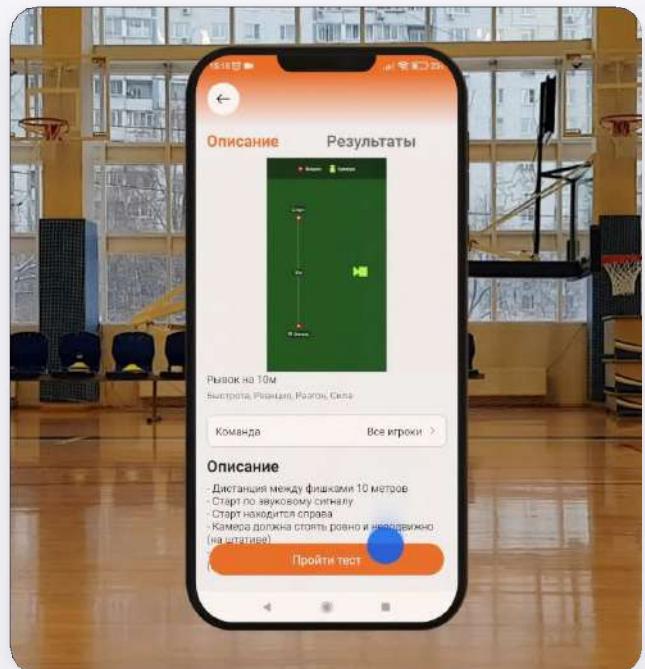 Описание
Результаты
Рывок на 10м
Быстрота, Реакция, Разгон, Сила
Команда
Все игроки
Описание
- Дистанция между фишками 10 метров
- Старт по звуковому сигналу
- Старт находится справа
- Камера должна стоять ровно и неподвижно
(на штативе)
Пройти тест